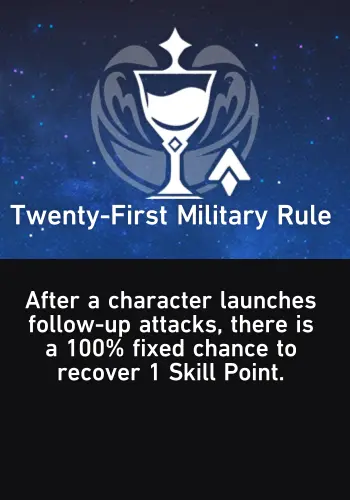 Twenty-First Military Rule
After a character launches
follow-up attacks, there is
a 100% fixed chance to
recover 1 Skill Point.